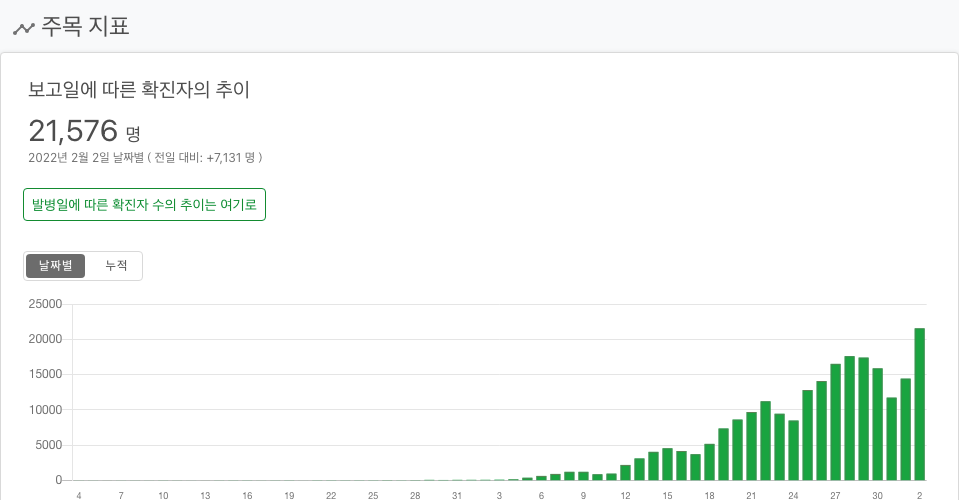 주목 지표
보고일에 따른 확진자의 추이
21,576 명
2022년 2월 2일 날짜별 ( 전일 대비: +7,131 명 )
발병일에 따른 확진자 수의 추이는 여기로
날짜별 누적
25000
20000
15000
10000
5000
0
4 7 10 13 16 19 22 25 28 31 3 6 9 12 15 18 21 24 27 30 2